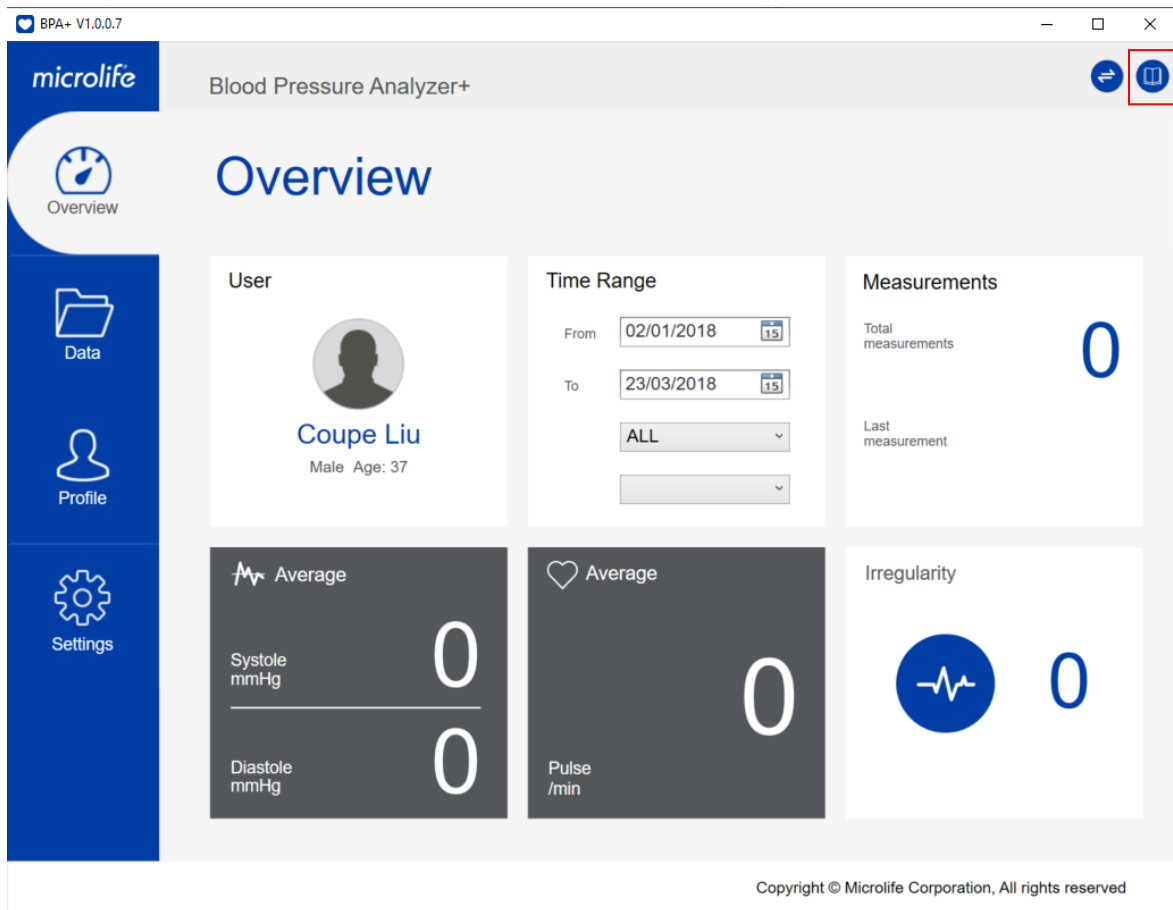 BPA+ V1.0.0.7
microlife
Blood Pressure Analyzer+
Overview
Overview
Data
Profile
Settings
User
Coupe Liu
Male Age: 37
Time Range
From 02/01/2018 15
To 23/03/2018 15
ALL
Measurements
Total
measurements
0
Last
measurement
Average
Systole
mmHg
0
Diastole
mmHg
0
Average
0
Pulse
/min
Irregularity
0
Copyright © Microlife Corporation, All rights reserved